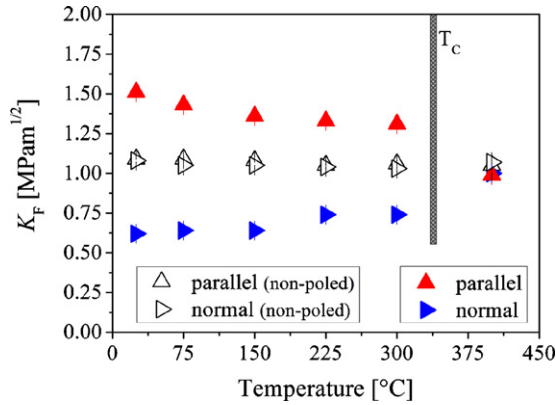 2.00
1.75
1.50
1.25
1.00
0.75
0.50
0.25
0.00
K_F [MPam^1/2]
T_C
parallel (non-poled)
normal (non-poled)
parallel
normal
0 75 150 225 300 375 450
Temperature [°C]